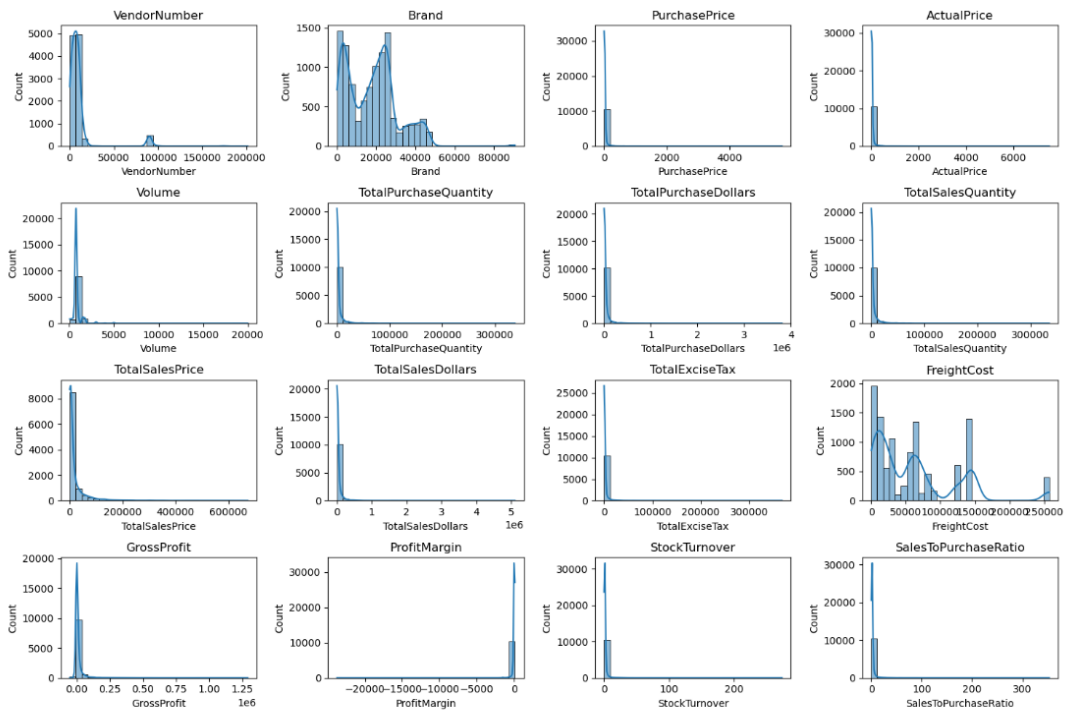 VendorNumber
5000
4000
3000
2000
1000
0
Count
0 50000 100000 150000 200000
VendorNumber
Brand
1500
1000
500
0
Count
0 20000 40000 60000 80000
Brand
PurchasePrice
30000
20000
10000
0
Count
0 2000 4000
PurchasePrice
ActualPrice
30000
20000
10000
0
Count
0 2000 4000 6000
ActualPrice
Volume
20000
15000
10000
5000
0
Count
0 5000 10000 15000 20000
Volume
TotalPurchaseQuantity
20000
15000
10000
5000
0
Count
0 100000 200000 300000
TotalPurchaseQuantity
TotalPurchaseDollars
20000
15000
10000
5000
0
Count
0 1 2 3 4
1e6
TotalPurchaseDollars
TotalSalesQuantity
20000
15000
10000
5000
0
Count
0 100000 200000 300000
TotalSalesQuantity
TotalSalesPrice
8000
6000
4000
2000
0
Count
0 200000 400000 600000
TotalSalesPrice
TotalSalesDollars
20000
15000
10000
5000
0
Count
0 1 2 3 4 5
1e6
TotalSalesDollars
TotalExciseTax
25000
20000
15000
10000
5000
0
Count
0 100000 200000 300000
TotalExciseTax
FreightCost
2000
1500
1000
500
0
Count
0 50000 100000 150000 200000 250000
FreightCost
GrossProfit
20000
15000
10000
5000
0
Count
0.00 0.25 0.50 0.75 1.00 1.25
1e6
GrossProfit
ProfitMargin
30000
20000
10000
0
Count
−20000 −15000 −10000 −5000 0
ProfitMargin
StockTurnover
30000
20000
10000
0
Count
0 100 200
StockTurnover
SalesToPurchaseRatio
30000
20000
10000
0
Count
0 100 200 300
SalesToPurchaseRatio